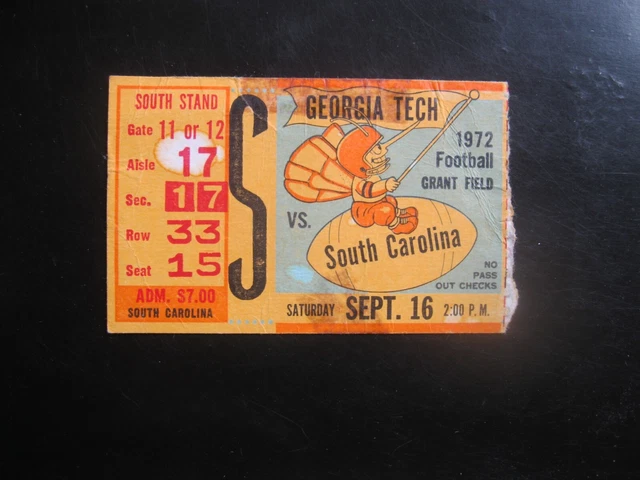 SOUTH STAND
Gate 11 or 12
Aisle 17
Sec. 17
Row 33
Seat 15
ADM. $7.00
SOUTH CAROLINA
S
GEORGIA TECH
1972
Football
GRANT FIELD
VS.
South Carolina
NO
PASS
OUT CHECKS
SATURDAY SEPT. 16 2:00 P.M.